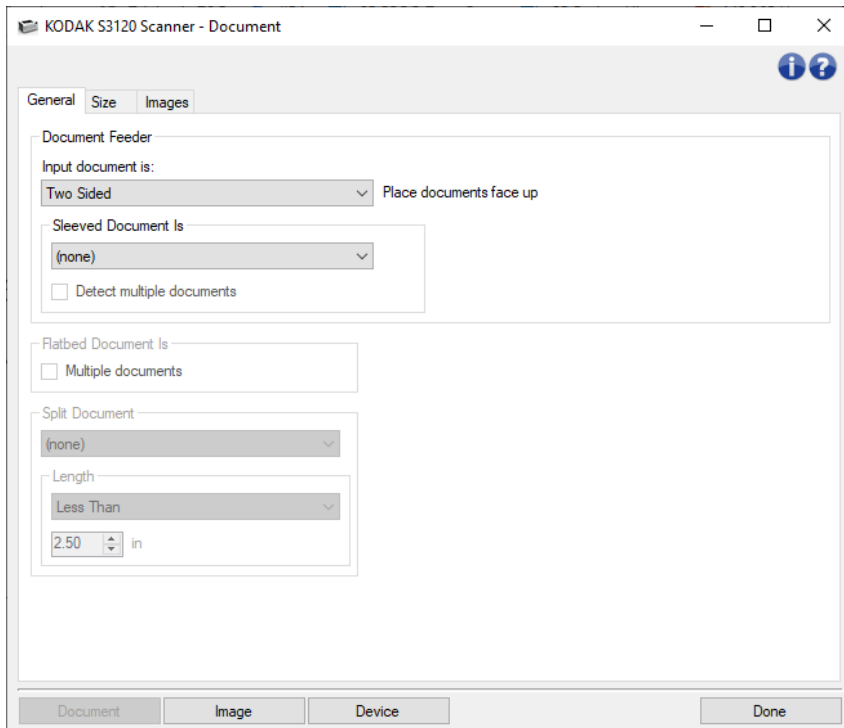 KODAK S3120 Scanner - Document
General Size Images
Document Feeder
Input document is:
Two Sided Place documents face up
Sleeved Document Is
(none)
Detect multiple documents
Flatbed Document Is
Multiple documents
Split Document
(none)
Length
Less Than
2.50 in
Document Image Device Done